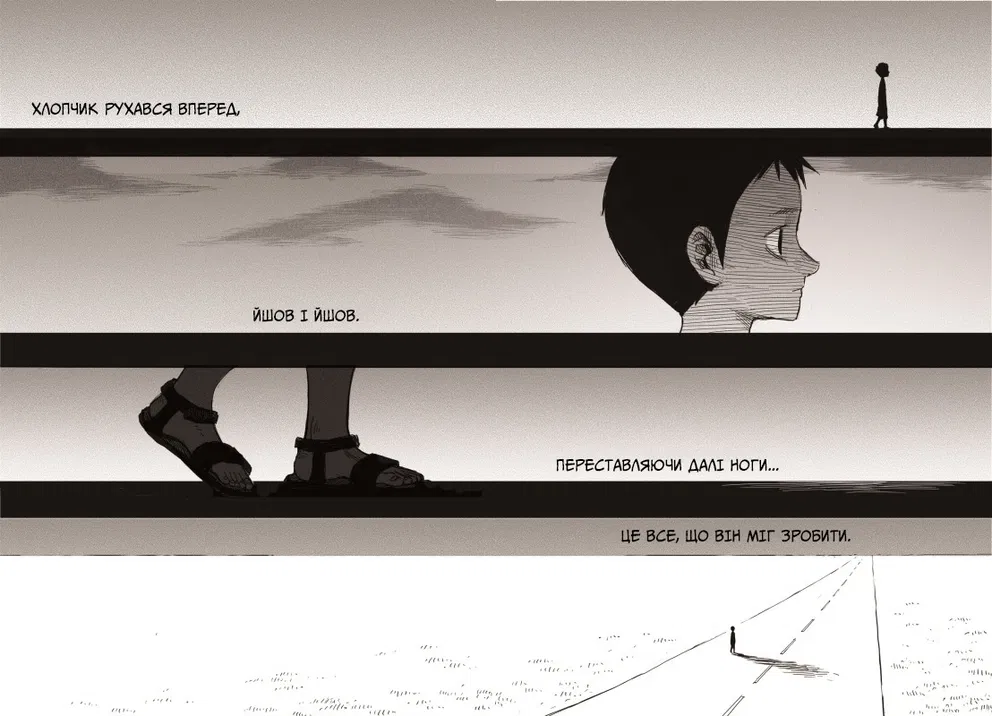 ХЛОПЧИК РУХАВСЯ ВПЕРЕД,
ЙШОВ І ЙШОВ.
ПЕРЕСТАВЛЯЮЧИ ДАЛІ НОГИ...
ЦЕ ВСЕ, ЩО ВІН МІГ ЗРОБИТИ.